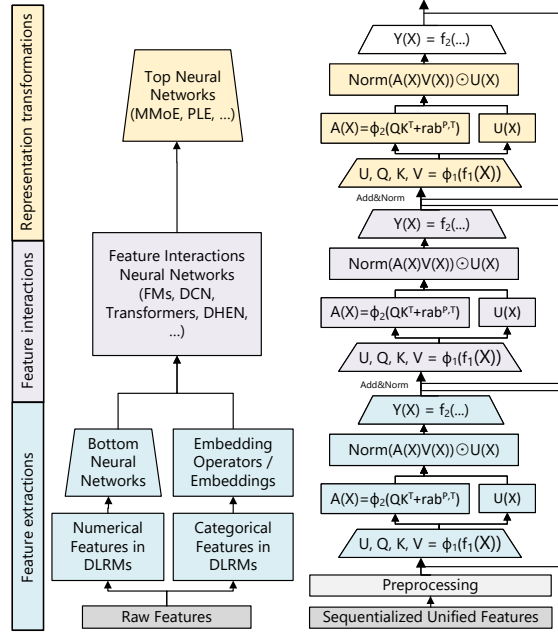 Representation transformations
Feature interactions
Feature extractions
Top Neural
Networks
(MMoE, PLE, ...)
Feature Interactions
Neural Networks
(FMs, DCN,
Transformers, DHEN,
...)
Bottom
Neural
Networks
Embedding
Operators /
Embeddings
Numerical
Features in
DLRMs
Categorical
Features in
DLRMs
Raw Features
Y(X) = f₂(...)
Norm(A(X)V(X))⊙U(X)
A(X)=ϕ₂(QKᵀ+rabᴾ·ᵀ)
U(X)
U, Q, K, V = ϕ₁(f₁(X))
Add&Norm
Y(X) = f₂(...)
Norm(A(X)V(X))⊙U(X)
A(X)=ϕ₂(QKᵀ+rabᴾ·ᵀ)
U(X)
U, Q, K, V = ϕ₁(f₁(X))
Add&Norm
Y(X) = f₂(...)
Norm(A(X)V(X))⊙U(X)
A(X)=ϕ₂(QKᵀ+rabᴾ·ᵀ)
U(X)
U, Q, K, V = ϕ₁(f₁(X))
Preprocessing
Sequentialized Unified Features